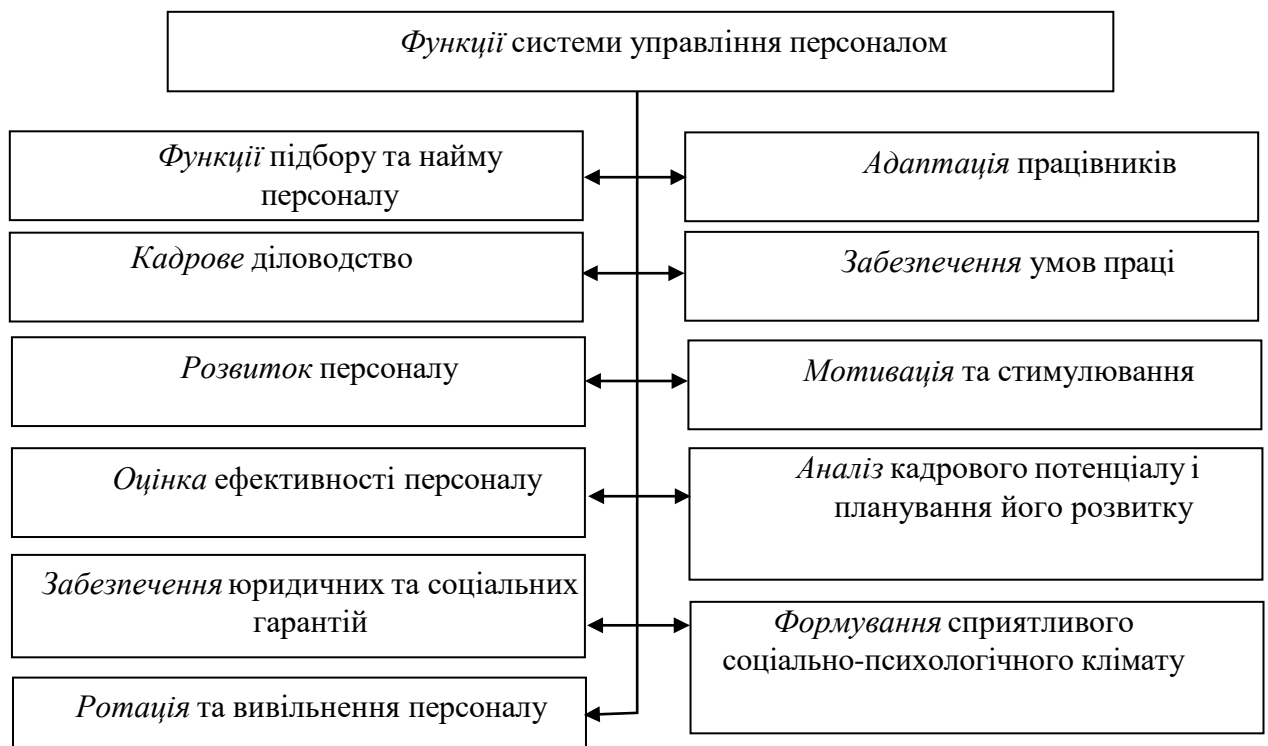 Функції системи управління персоналом
Функції підбору та найму
персоналу
Адаптація працівників
Кадрове діловодство
Забезпечення умов праці
Розвиток персоналу
Мотивація та стимулювання
Оцінка ефективності персоналу
Аналіз кадрового потенціалу і
планування його розвитку
Забезпечення юридичних та соціальних
гарантій
Формування сприятливого
соціально-психологічного клімату
Ротація та вивільнення персоналу